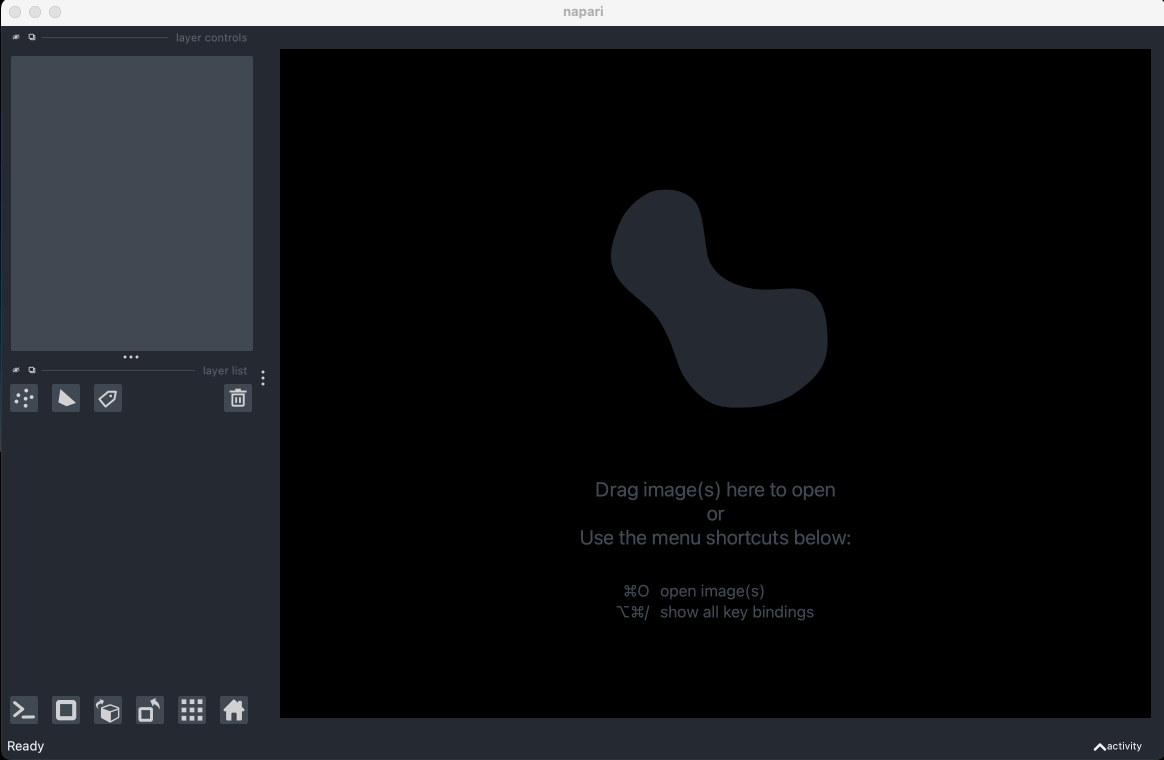 napari
layer controls
layer list
Drag image(s) here to open
or
Use the menu shortcuts below:
⌘O open image(s)
⌥⌘/ show all key bindings
Ready
activity